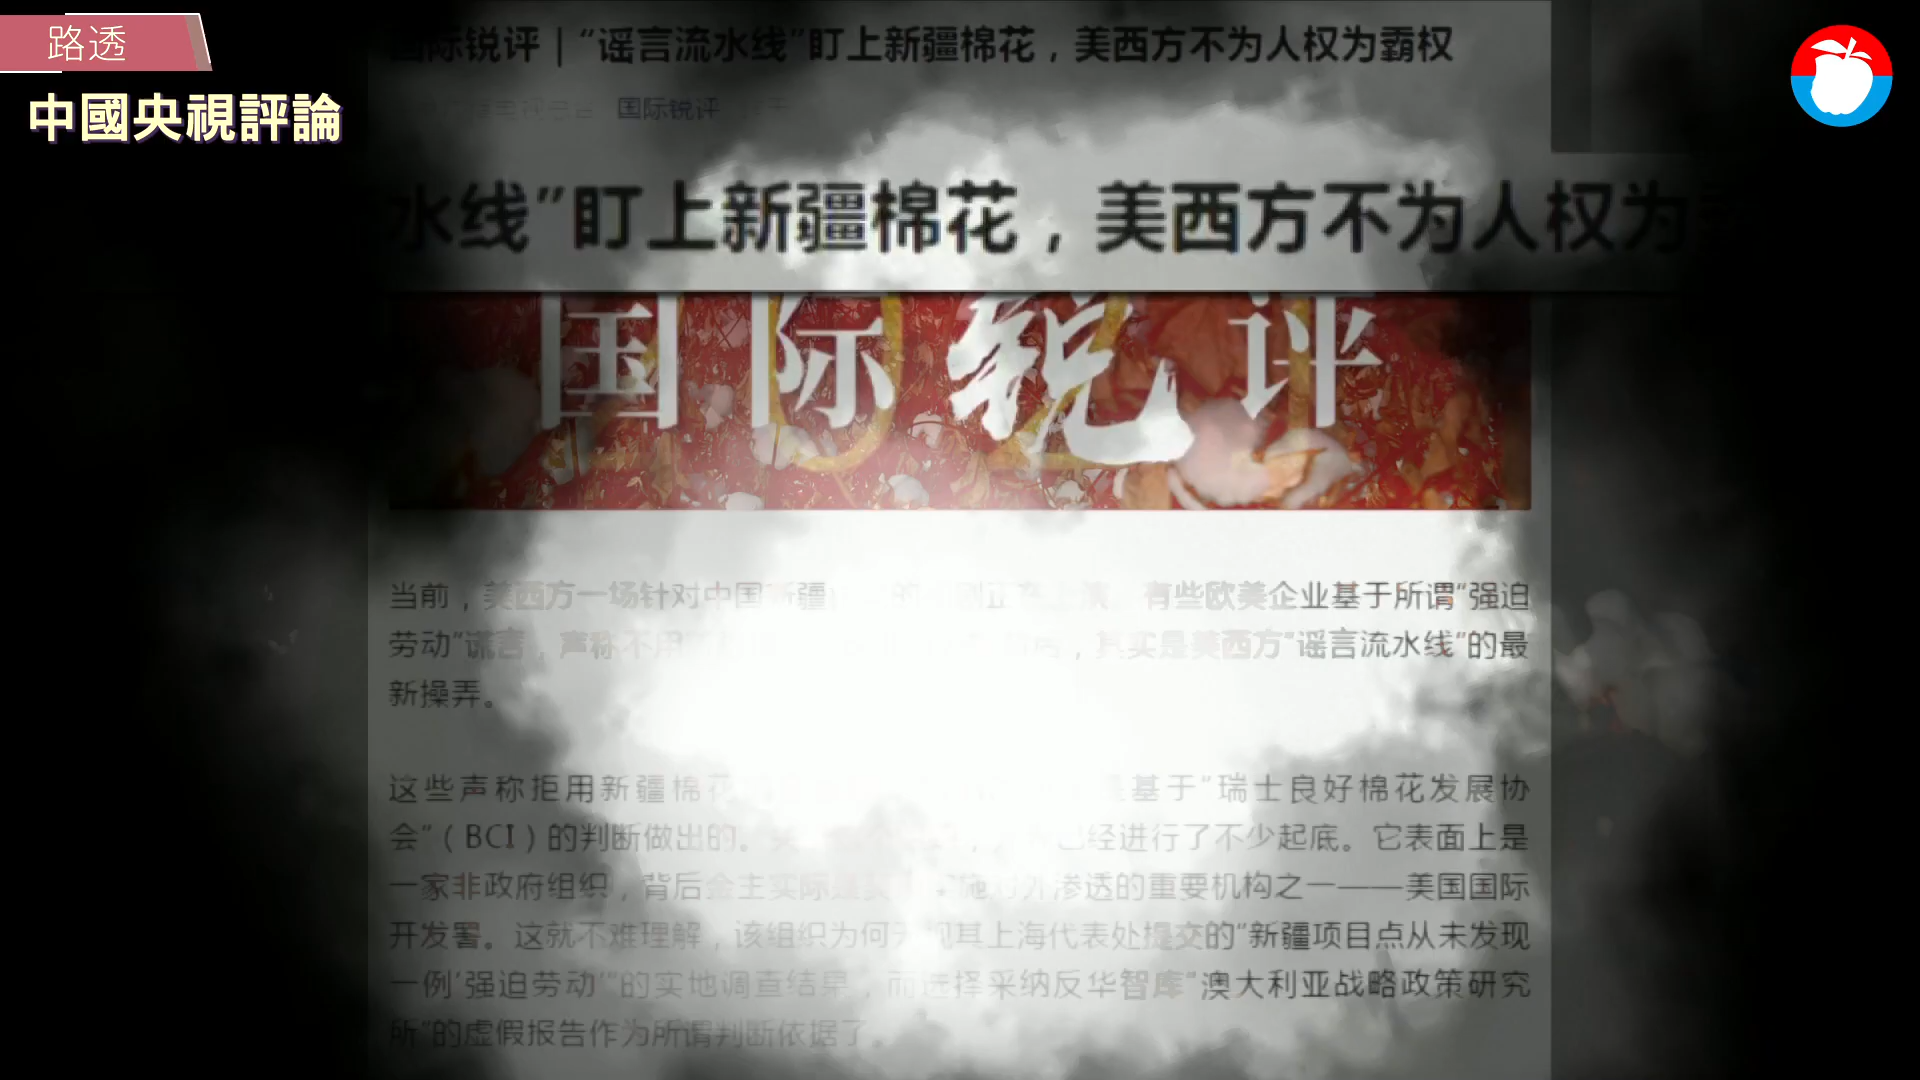 路透
中國央視評論
国际锐评｜“谣言流水线”盯上新疆棉花，美西方不为人权为霸权
国际锐评
水线”盯上新疆棉花，美西方不为人权为
国际锐评
当前，美西方一场针对中国新疆 的 有些欧美企业基于所谓“强迫
劳动”谎言，声称不用 ，其实是美西方“谣言流水线”的最
新操弄。
这些声称拒用新疆棉花 基于“瑞士良好棉花发展协
会”（BCI）的判断做出的。 已经进行了不少起底。它表面上是
一家非政府组织，背后金主实际是 施对外渗透的重要机构之一——美国国际
开发署。这就不难理解，该组织为何无视其上海代表处提交的“新疆项目点从未发现
一例‘强迫劳动’”的实地调查结果，而选择采纳反华智库“澳大利亚战略政策研究
所”的虚假报告作为所谓判断依据了。